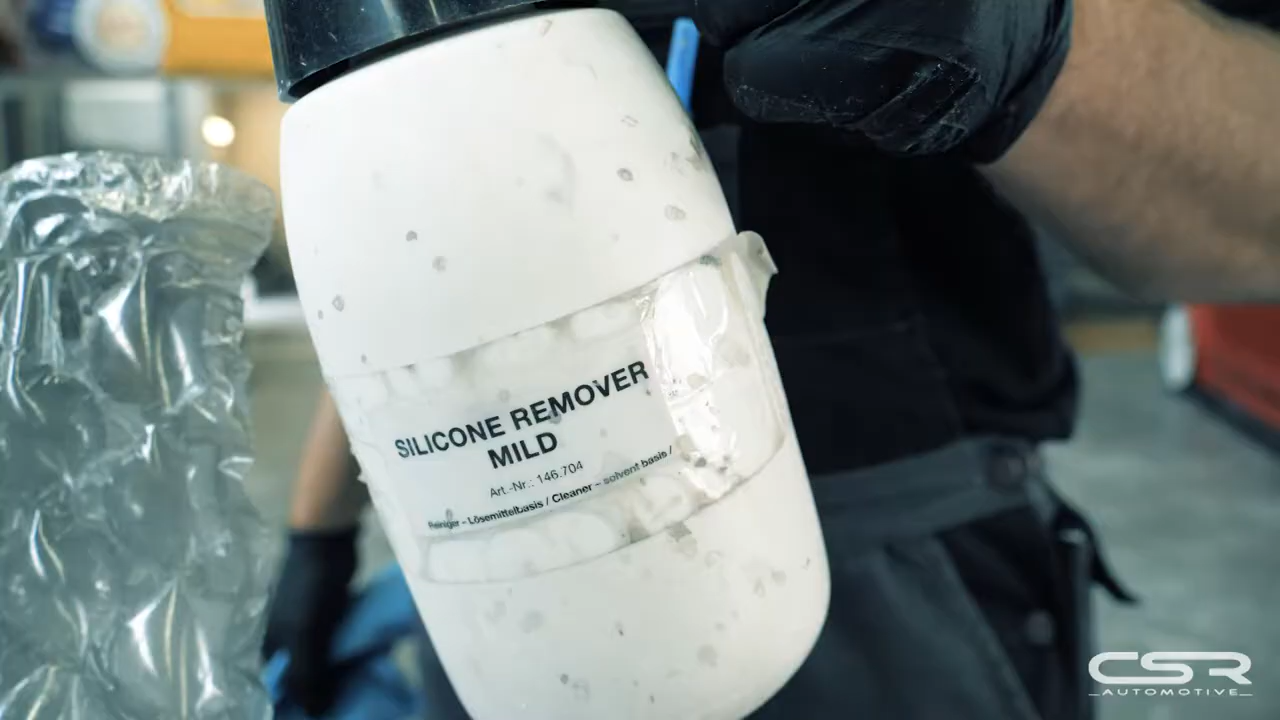 SILICONE REMOVER
MILD
Art.-Nr.: 146.704
Reiniger – Lösemittelbasis / Cleaner – solvent basis /
CSR
AUTOMOTIVE